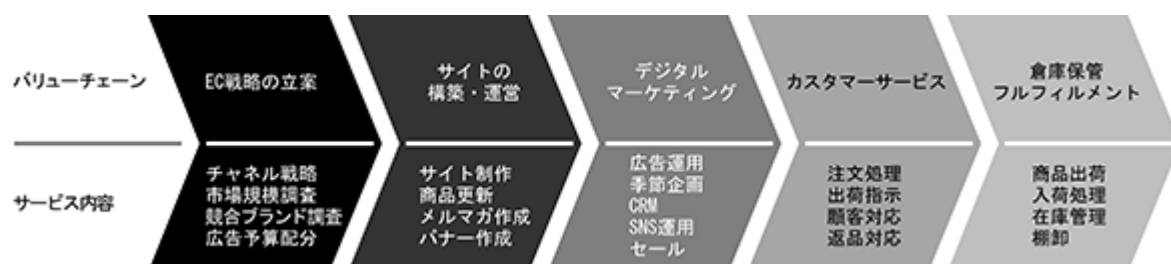 バリューチェーン
EC戦略の立案
サイトの
構築・運営
デジタル
マーケティング
カスタマーサービス
倉庫保管
フルフィルメント
サービス内容
チャネル戦略
市場規模調査
競合ブランド調査
広告予算配分
サイト制作
商品更新
メルマガ作成
バナー作成
広告運用
季節企画
CRM
SNS運用
セール
注文処理
出荷指示
顧客対応
返品対応
商品出荷
入荷処理
在庫管理
棚卸